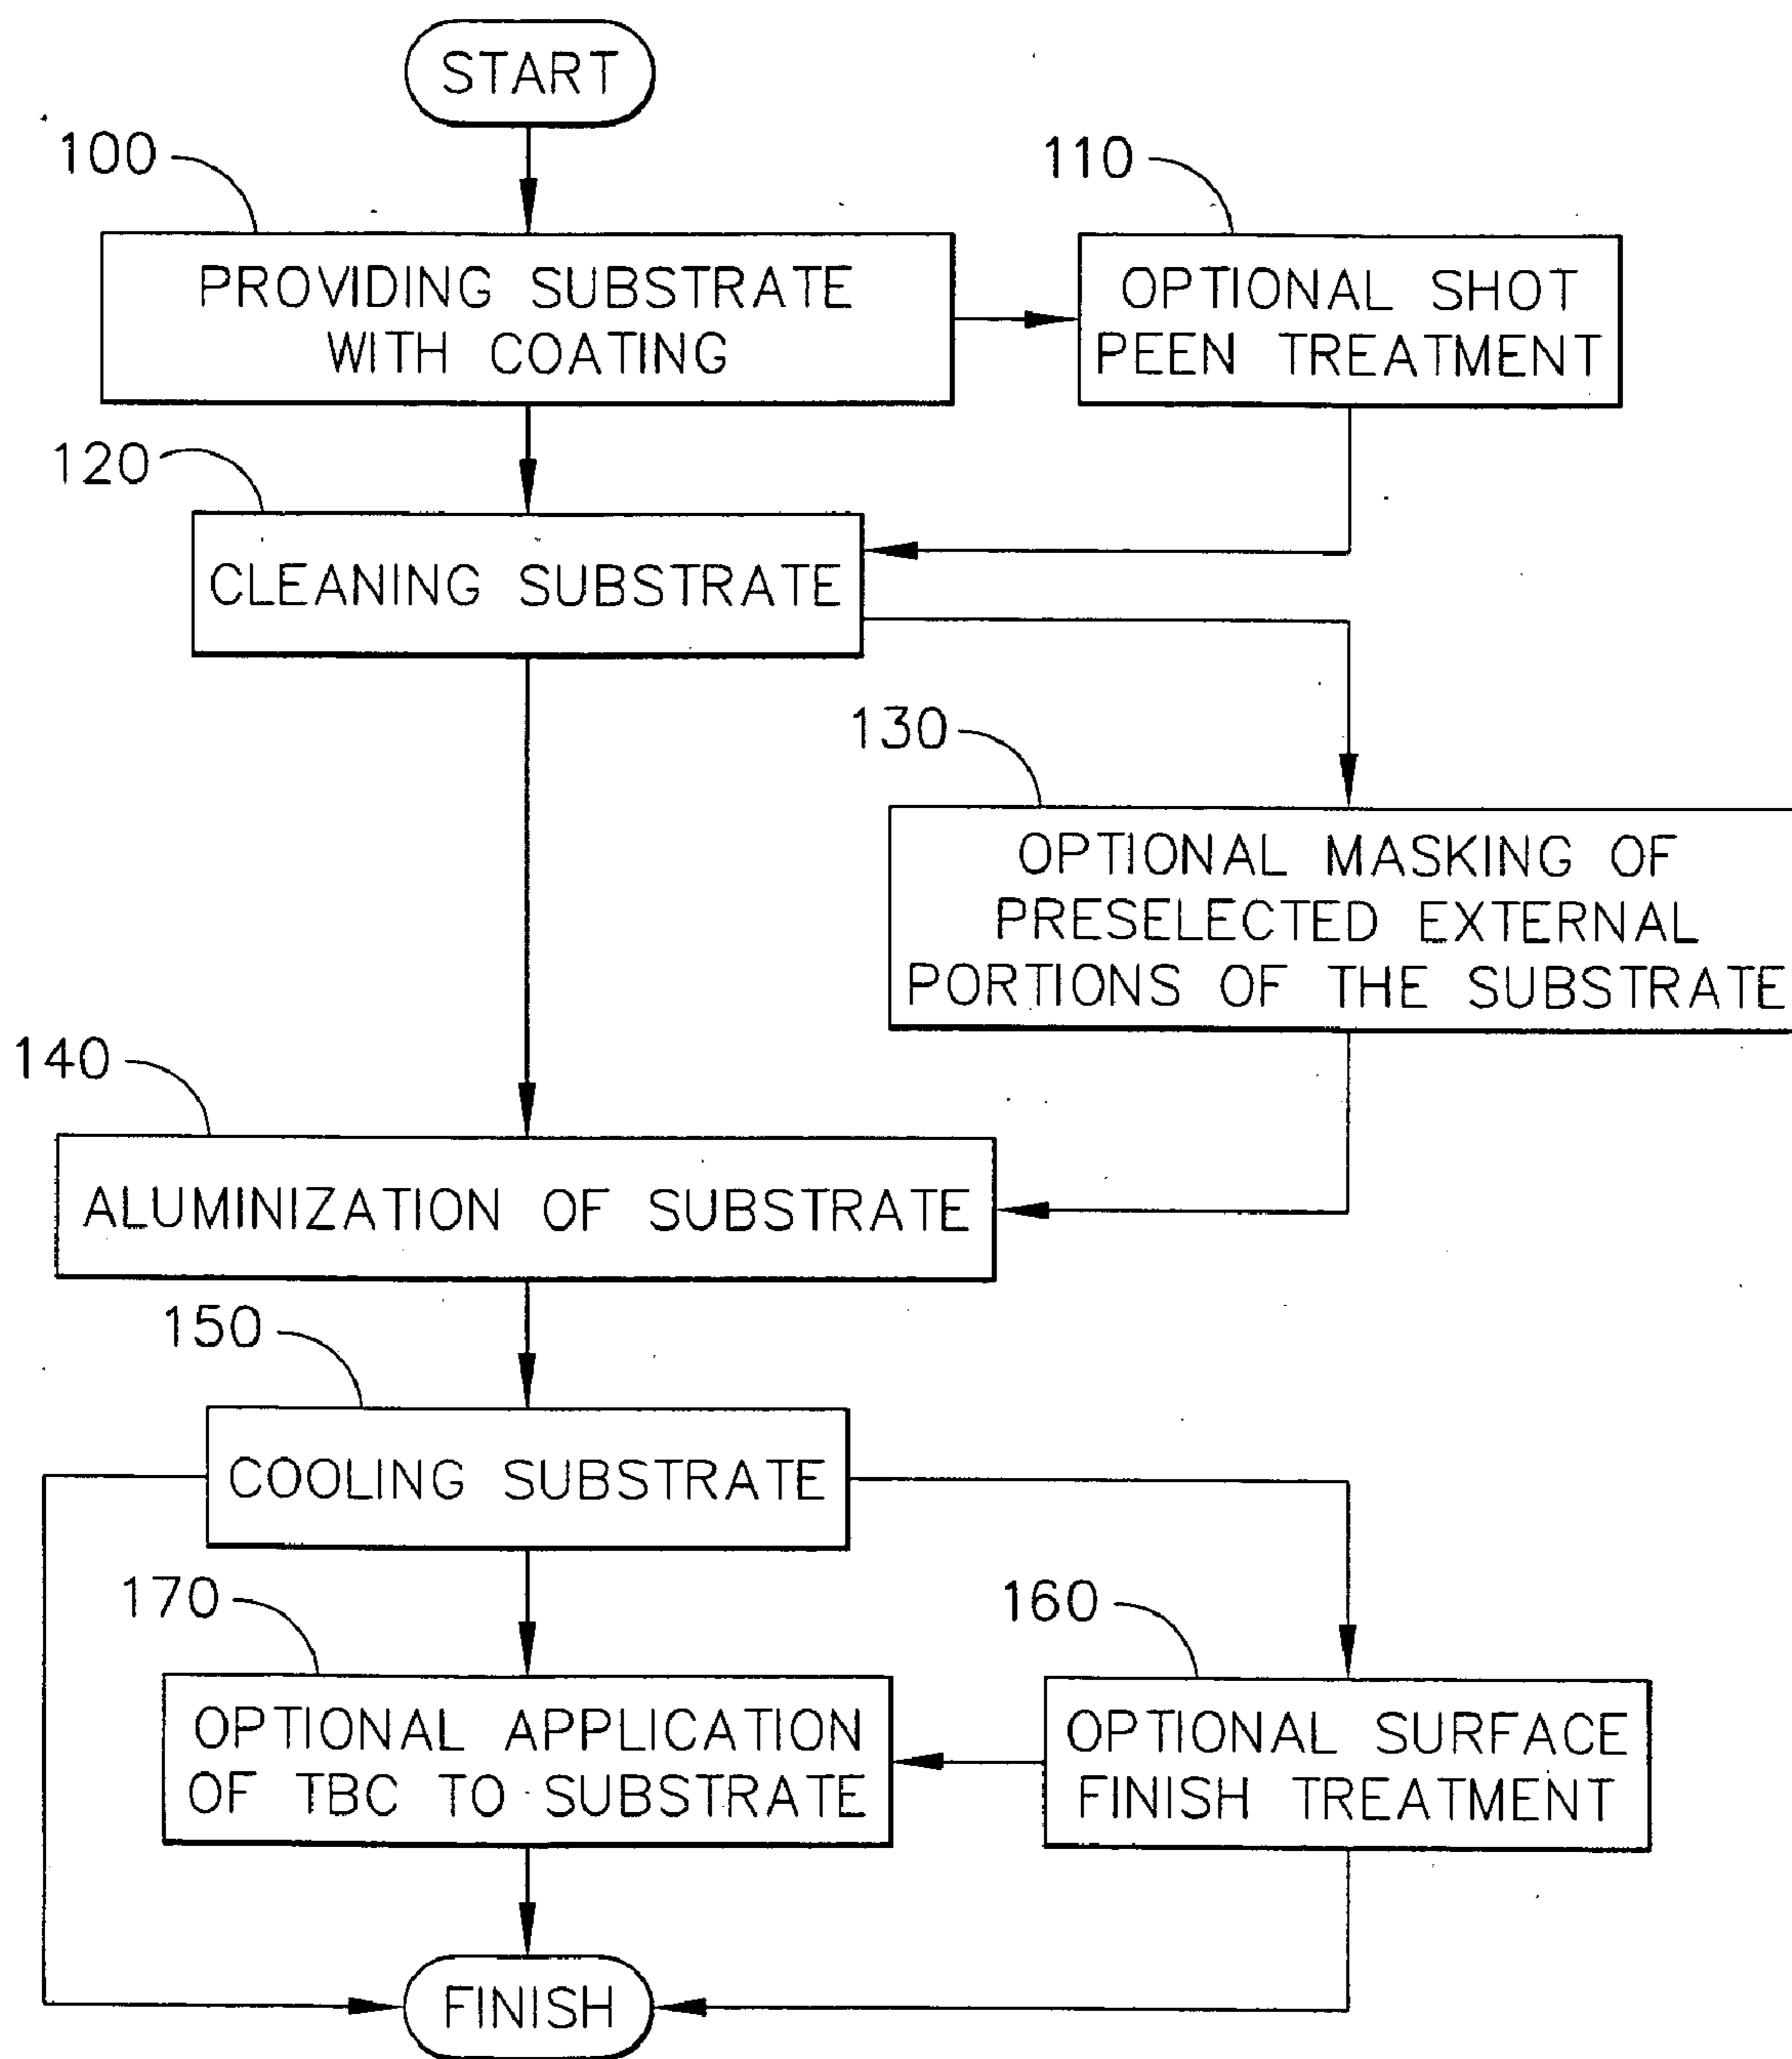 START
100
110
PROVIDING SUBSTRATE
WITH COATING
OPTIONAL SHOT
PEEN TREATMENT
120
CLEANING SUBSTRATE
130
OPTIONAL MASKING OF
PRESELECTED EXTERNAL
PORTIONS OF THE SUBSTRATE
140
ALUMINIZATION OF SUBSTRATE
150
COOLING SUBSTRATE
170
160
OPTIONAL APPLICATION
OF TBC TO SUBSTRATE
OPTIONAL SURFACE
FINISH TREATMENT
FINISH